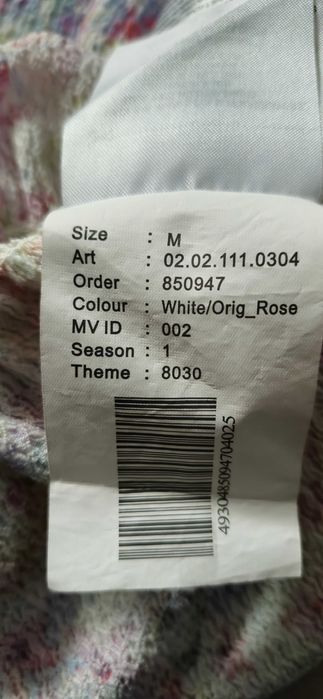 Size : M
Art : 02.02.111.0304
Order : 850947
Colour : White/Orig_Rose
MV ID : 002
Season : 1
Theme : 8030
4930485094704025